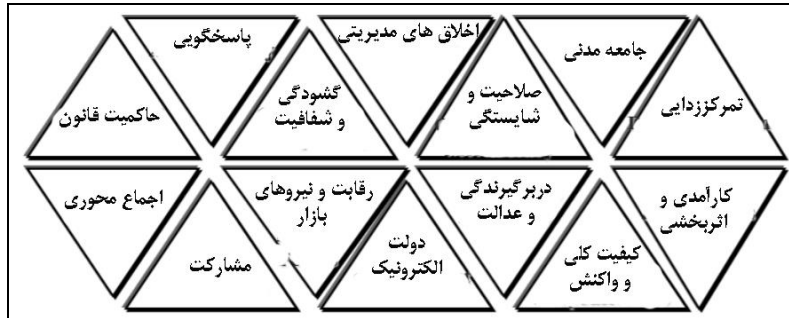 جامعه مدنی
اخلاق های مدیریتی
پاسخگویی
تمرکززدایی
صلاحیت و
شایستگی
گشودگی
و شفافیت
حاکمیت قانون
کارآمدی و
اثربخشی
دربرگیرندگی
و عدالت
رقابت و نیروهای
بازار
اجماع محوری
کیفیت کلی
و واکنش
دولت
الکترونیک
مشارکت